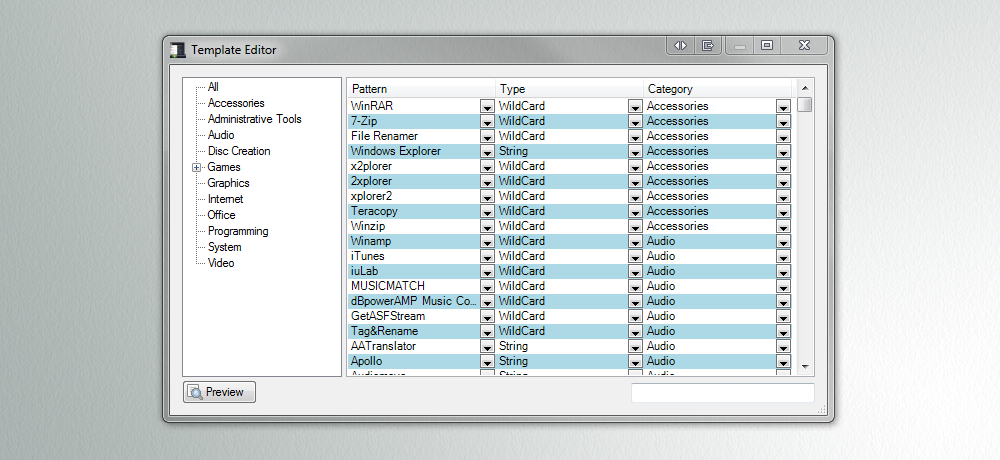 Template Editor
All
Accessories
Administrative Tools
Audio
Disc Creation
Games
Graphics
Internet
Office
Programming
System
Video
Pattern Type Category
WinRAR WildCard Accessories
7-Zip WildCard Accessories
File Renamer WildCard Accessories
Windows Explorer String Accessories
x2plorer WildCard Accessories
2xplorer WildCard Accessories
xplorer2 WildCard Accessories
Teracopy WildCard Accessories
Winzip WildCard Accessories
Winamp WildCard Audio
iTunes WildCard Audio
iuLab WildCard Audio
MUSICMATCH WildCard Audio
dBpowerAMP Music Co... WildCard Audio
GetASFStream WildCard Audio
Tag&Rename WildCard Audio
AATranslator String Audio
Apollo String Audio
String Audio
Preview